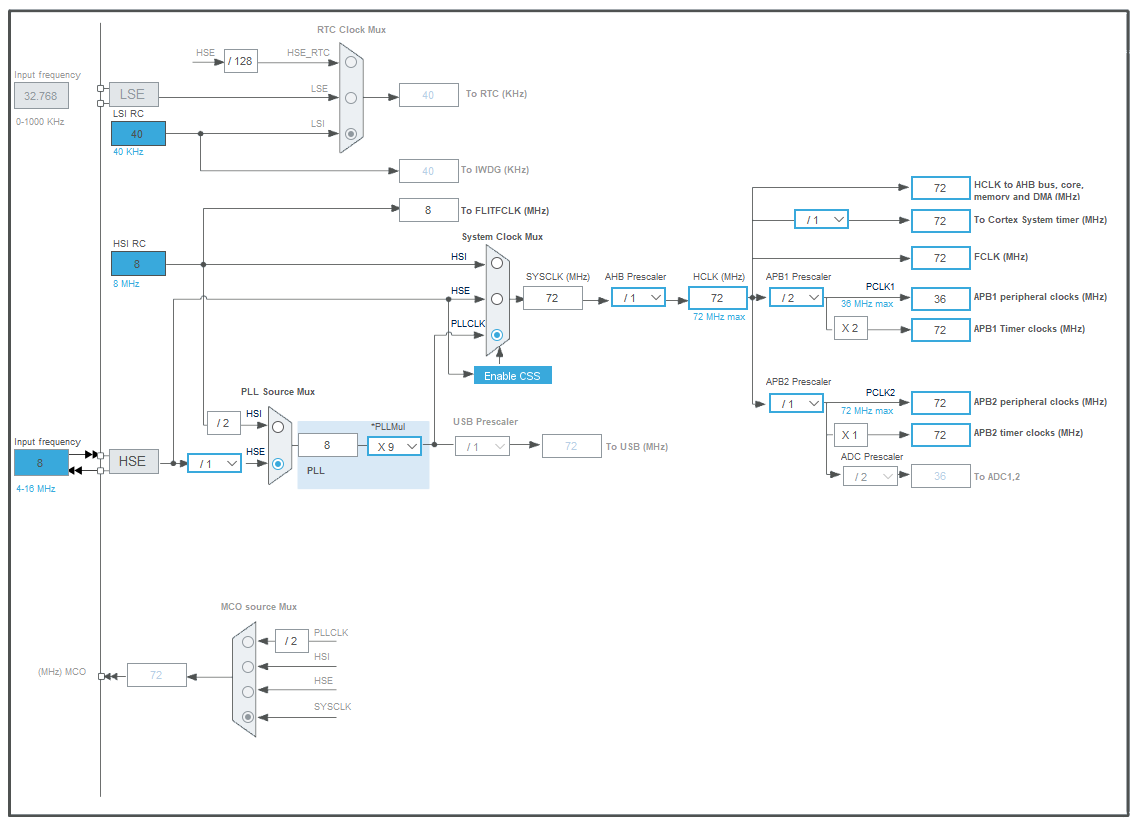 RTC Clock Mux
HSE
/ 128
HSE_RTC
Input frequency
32.768
0-1000 KHz
LSE
LSE
40
To RTC (KHz)
LSI RC
40
40 KHz
LSI
40
To IWDG (KHz)
8
To FLITFCLK (MHz)
HSI RC
8
8 MHz
System Clock Mux
HSI
HSE
PLLCLK
Enable CSS
SYSCLK (MHz)
72
AHB Prescaler
/ 1
HCLK (MHz)
72
72 MHz max
72
HCLK to AHB bus, core,
memory and DMA (MHz)
/ 1
72
To Cortex System timer (MHz)
72
FCLK (MHz)
APB1 Prescaler
/ 2
PCLK1
36 MHz max
36
APB1 peripheral clocks (MHz)
X 2
72
APB1 Timer clocks (MHz)
APB2 Prescaler
/ 1
PCLK2
72 MHz max
72
APB2 peripheral clocks (MHz)
X 1
72
APB2 timer clocks (MHz)
ADC Prescaler
/ 2
36
To ADC1,2
PLL Source Mux
/ 2
HSI
Input frequency
8
4-16 MHz
HSE
/ 1
HSE
8
PLL
*PLLMul
X 9
USB Prescaler
/ 1
72
To USB (MHz)
MCO source Mux
/ 2
PLLCLK
HSI
HSE
SYSCLK
(MHz) MCO
72